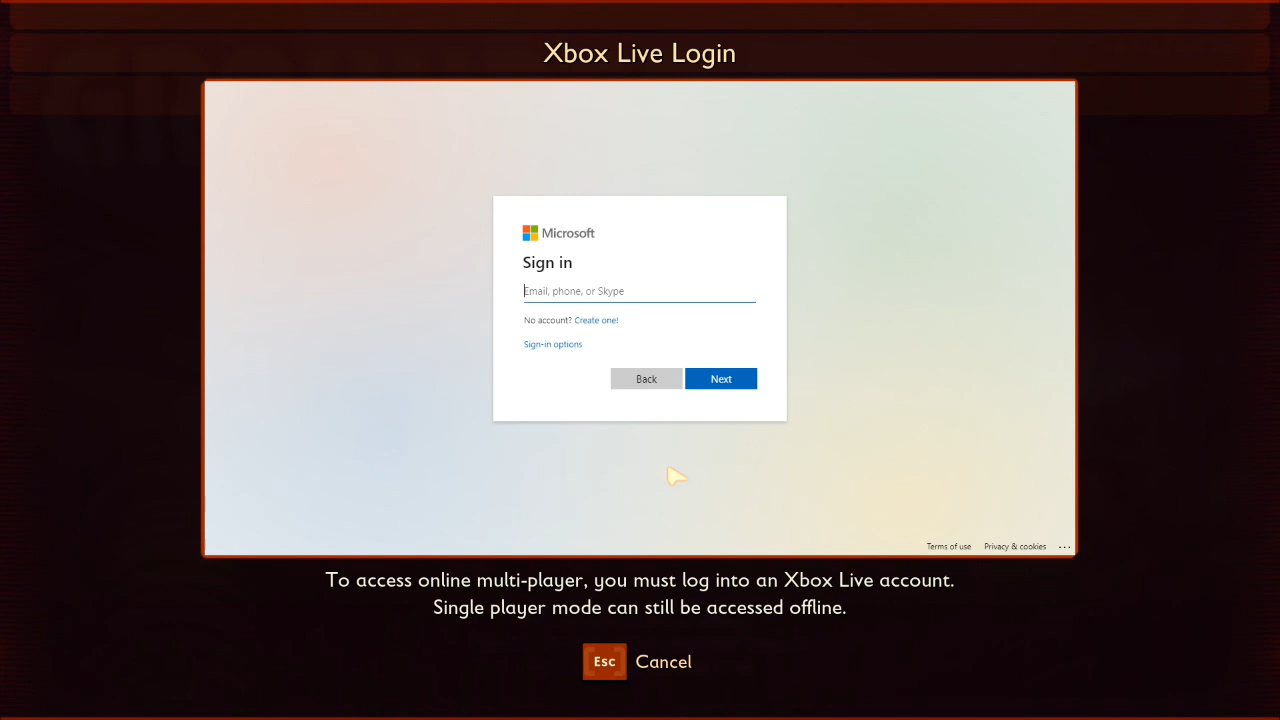 Xbox Live Login
Microsoft
Sign in
Email, phone, or Skype
No account? Create one!
Sign-in options
Back
Next
Terms of use
Privacy & cookies
...
To access online multi-player, you must log into an Xbox Live account.
Single player mode can still be accessed offline.
Esc Cancel